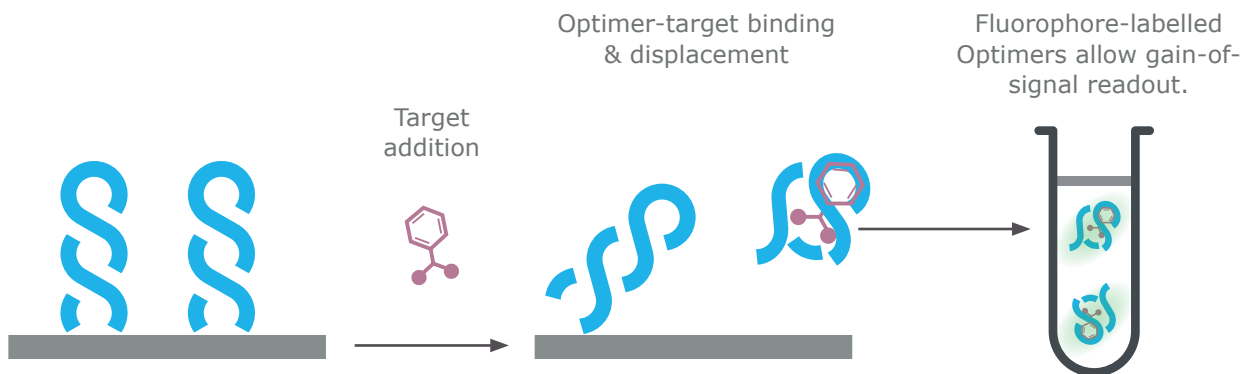 Optimer-target binding
& displacement
Fluorophore-labelled
Optimers allow gain-of-
signal readout.
Target
addition